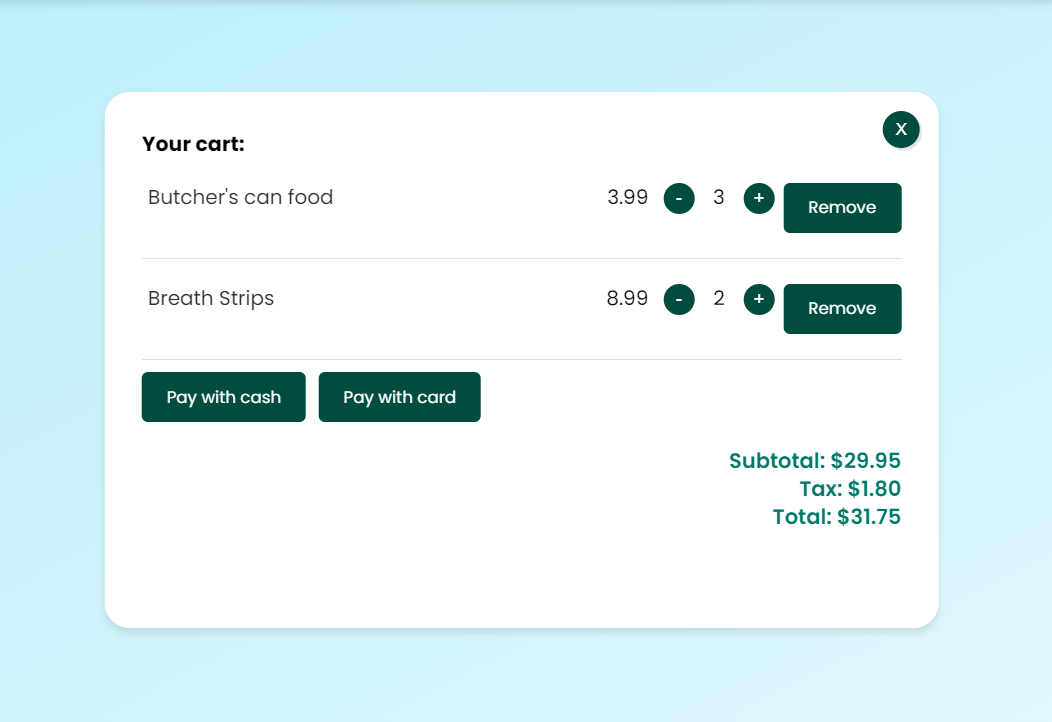 X
Your cart:
Butcher's can food 3.99 - 3 + Remove
Breath Strips 8.99 - 2 + Remove
Pay with cash Pay with card
Subtotal: $29.95
Tax: $1.80
Total: $31.75